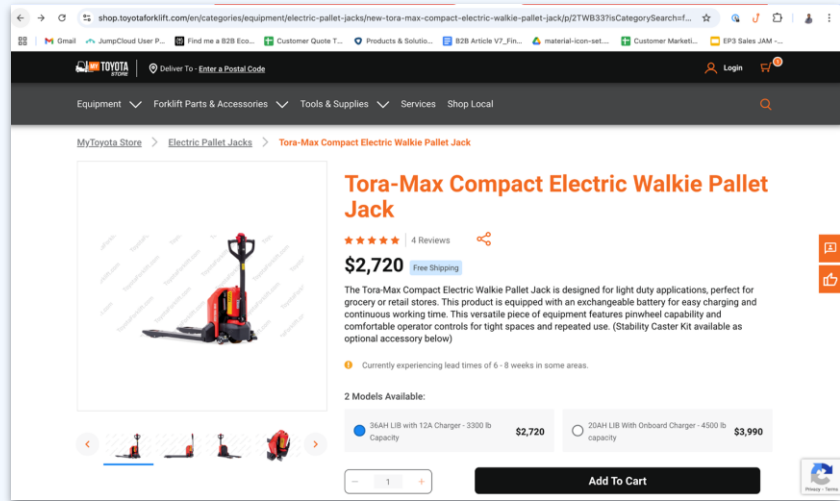 shop.toyotaforklift.com/en/categories/equipment/electric-pallet-jacks/new-tora-max-compact-electric-walkie-pallet-jack/p/2TWB33?isCategorySearch=f...
Gmail JumpCloud User P... Find me a B2B Eco... Customer Quote T... Products & Solutio... B2B Article V7_Fin... material-icon-set.... Customer Marketi... EP3 Sales JAM -...
MY TOYOTA STORE Deliver To - Enter a Postal Code Login
Equipment Forklift Parts & Accessories Tools & Supplies Services Shop Local
MyToyota Store > Electric Pallet Jacks > Tora-Max Compact Electric Walkie Pallet Jack
Tora-Max Compact Electric Walkie Pallet
Jack
4 Reviews
$2,720 Free Shipping
The Tora-Max Compact Electric Walkie Pallet Jack is designed for light duty applications, perfect for
grocery or retail stores. This product is equipped with an exchangeable battery for easy charging and
continuous working time. This versatile piece of equipment features pinwheel capability and
comfortable operator controls for tight spaces and repeated use. (Stability Caster Kit available as
optional accessory below)
Currently experiencing lead times of 6 - 8 weeks in some areas.
2 Models Available:
36AH LIB with 12A Charger - 3300 lb
Capacity
$2,720
20AH LIB With Onboard Charger - 4500 lb
capacity
$3,990
− 1 +
Add To Cart
Privacy - Terms
ToyotaForklift.com